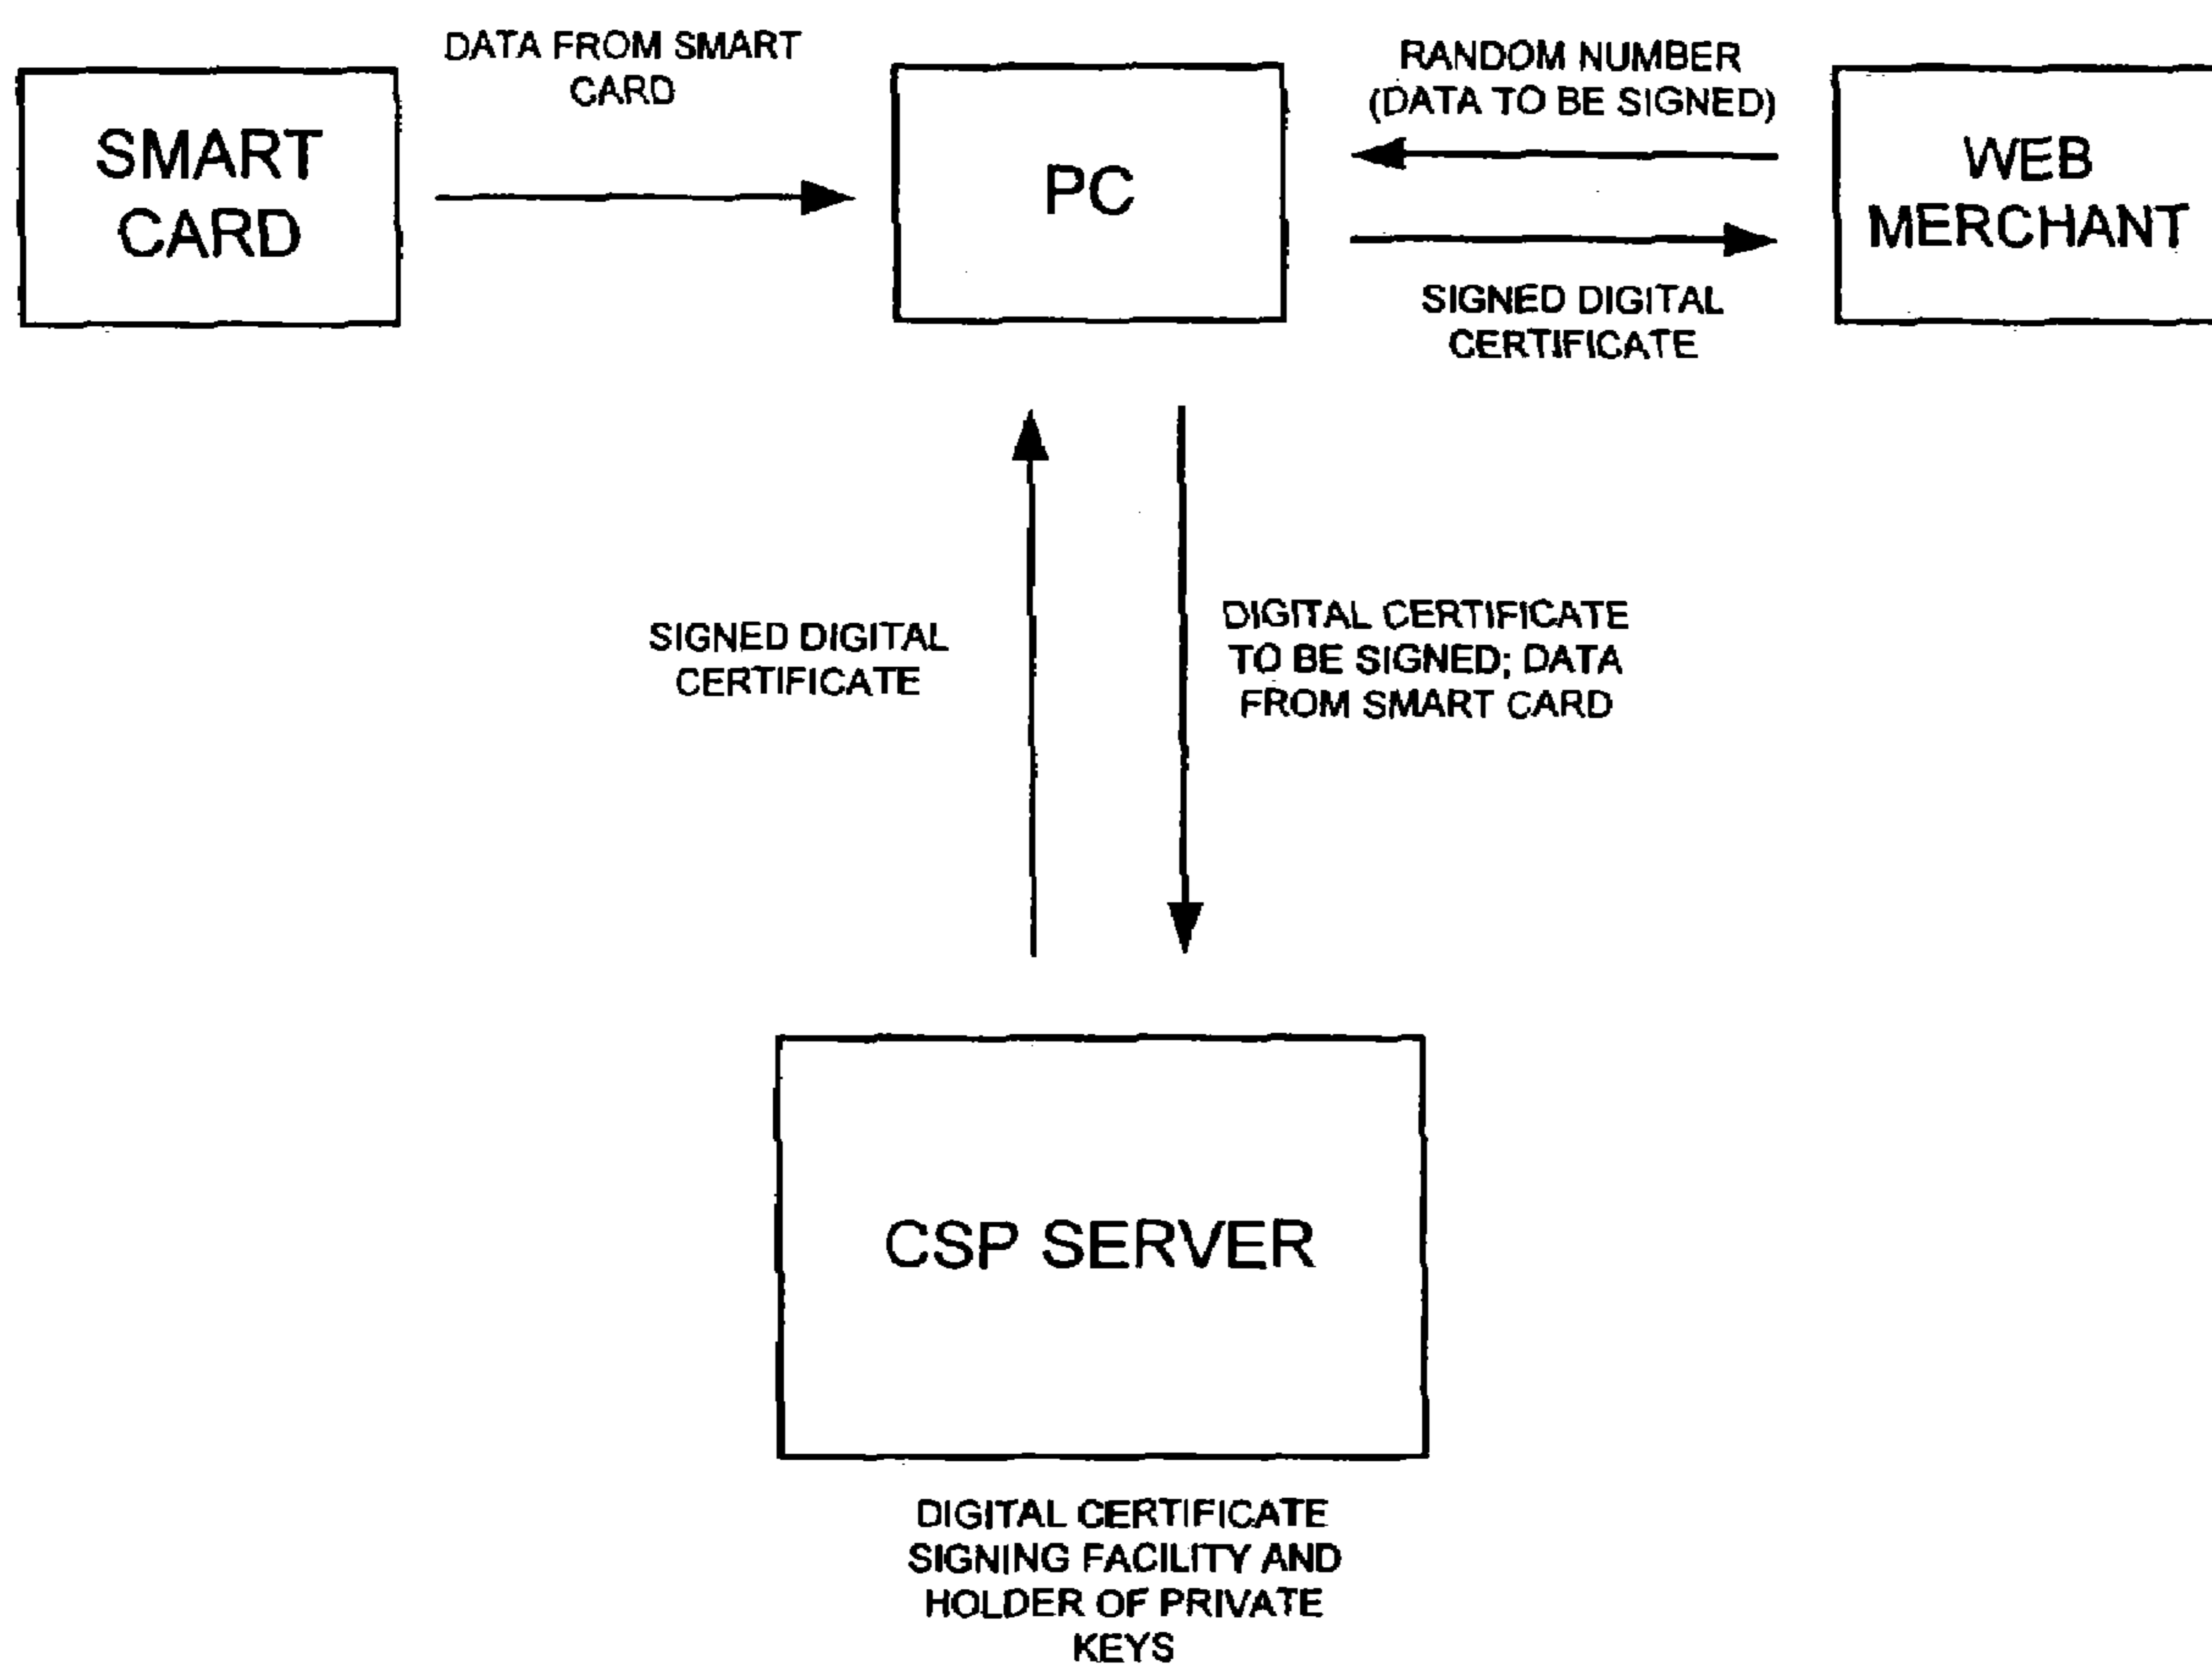 DATA FROM SMART
CARD
SMART
CARD
PC
RANDOM NUMBER
(DATA TO BE SIGNED)
WEB
MERCHANT
SIGNED DIGITAL
CERTIFICATE
SIGNED DIGITAL
CERTIFICATE
DIGITAL CERTIFICATE
TO BE SIGNED; DATA
FROM SMART CARD
CSP SERVER
DIGITAL CERTIFICATE
SIGNING FACILITY AND
HOLDER OF PRIVATE
KEYS